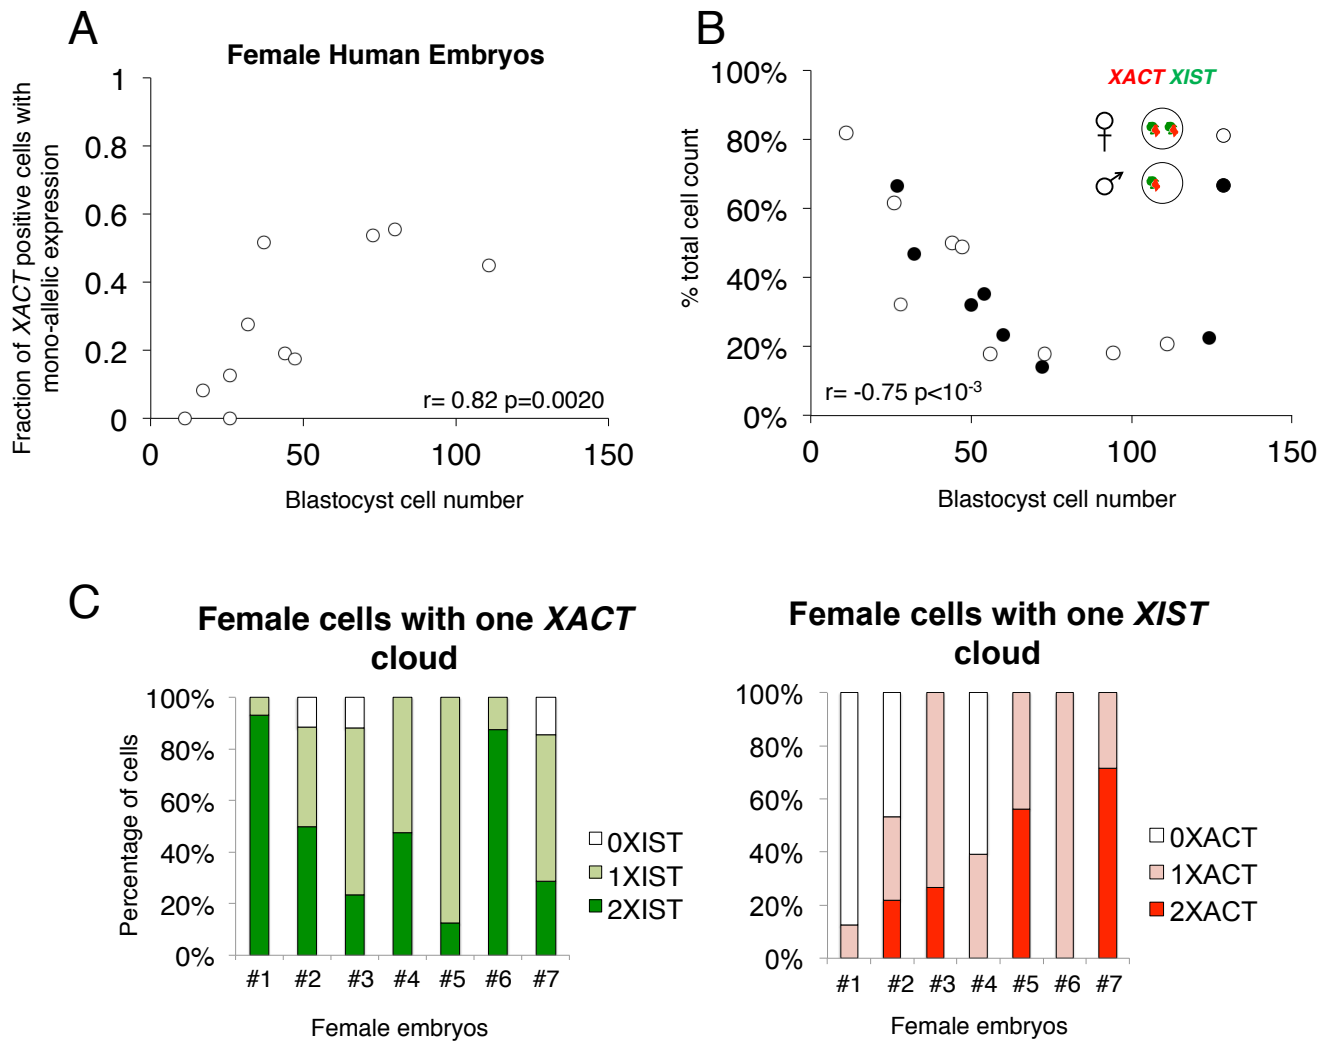 A
Female Human Embryos
Fraction of XACT positive cells with
mono-allelic expression
1
0.8
0.6
0.4
0.2
0
r= 0.82 p=0.0020
0 50 100 150
Blastocyst cell number
B
XACT XIST
% total cell count
100%
80%
60%
40%
20%
0%
r= -0.75 p<10-3
0 50 100 150
Blastocyst cell number
C
Female cells with one XACT
cloud
Percentage of cells
100%
80%
60%
40%
20%
0%
0XIST
1XIST
2XIST
#1 #2 #3 #4 #5 #6 #7
Female embryos
Female cells with one XIST
cloud
100%
80%
60%
40%
20%
0%
0XACT
1XACT
2XACT
#1 #2 #3 #4 #5 #6 #7
Female embryos